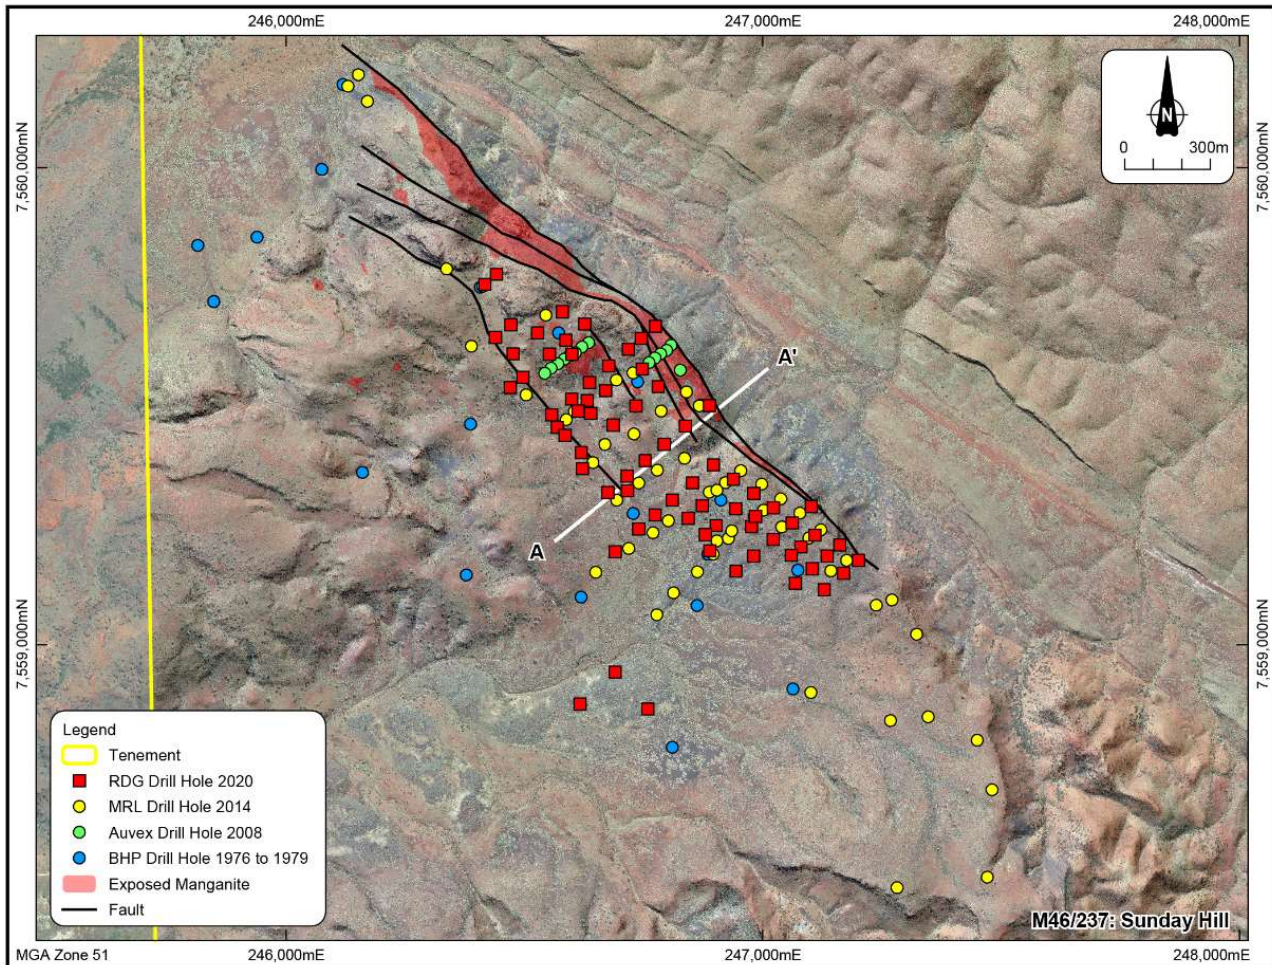 246,000mE
247,000mE
248,000mE
7,560,000mN
7,560,000mN
N
0 300m
A'
A
7,559,000mN
7,559,000mN
Legend
Tenement
RDG Drill Hole 2020
MRL Drill Hole 2014
Auvex Drill Hole 2008
BHP Drill Hole 1976 to 1979
Exposed Manganite
Fault
M46/237: Sunday Hill
MGA Zone 51
246,000mE
247,000mE
248,000mE